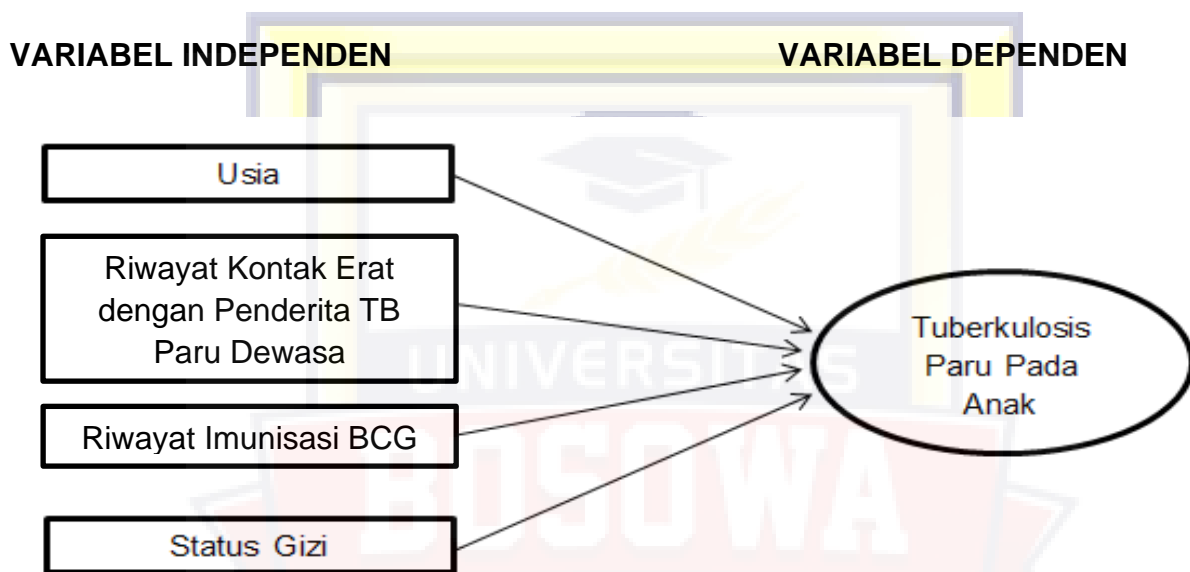 VARIABEL INDEPENDEN
VARIABEL DEPENDEN
Usia
Riwayat Kontak Erat
dengan Penderita TB
Paru Dewasa
Riwayat Imunisasi BCG
Status Gizi
Tuberkulosis
Paru Pada
Anak
UNIVERSITAS
BOSOWA